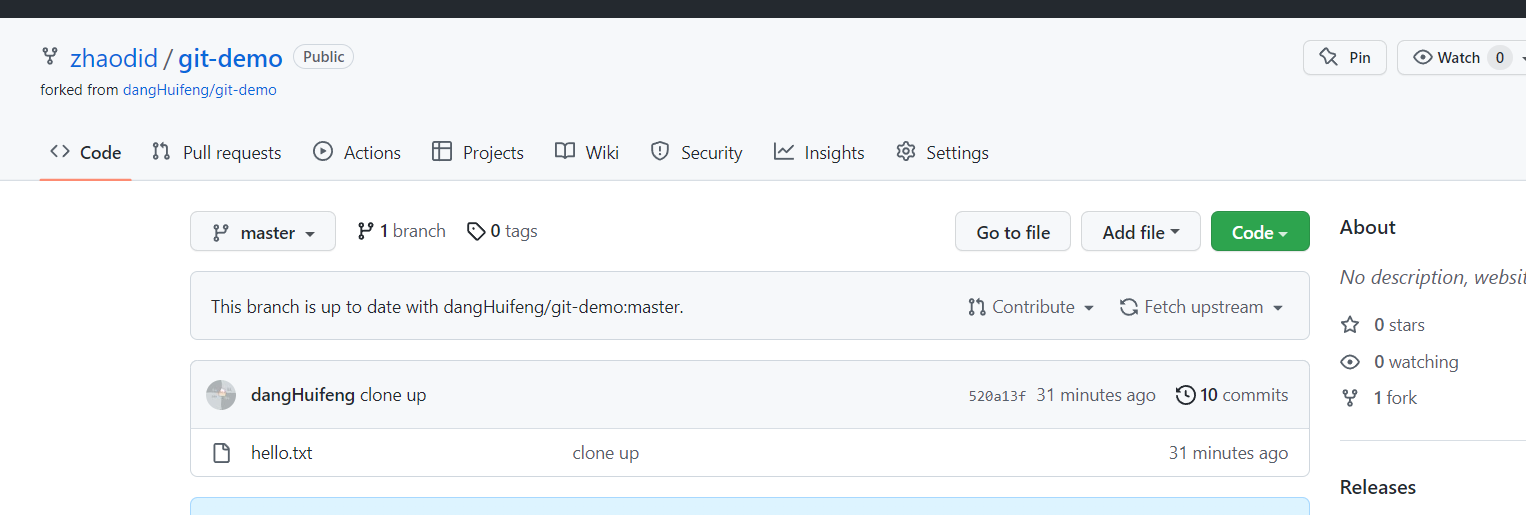 zhaodid / git-demo Public Pin Watch 0
forked from dangHuifeng/git-demo
Code Pull requests Actions Projects Wiki Security Insights Settings
master 1 branch 0 tags Go to file Add file Code About
No description,
This branch is up to date with dangHuifeng/git-demo:master. Contribute Fetch upstream
0 stars
0 watching
dangHuifeng clone up 520a13f 31 minutes ago 10 commits
1 fork
hello.txt clone up 31 minutes ago
Releases